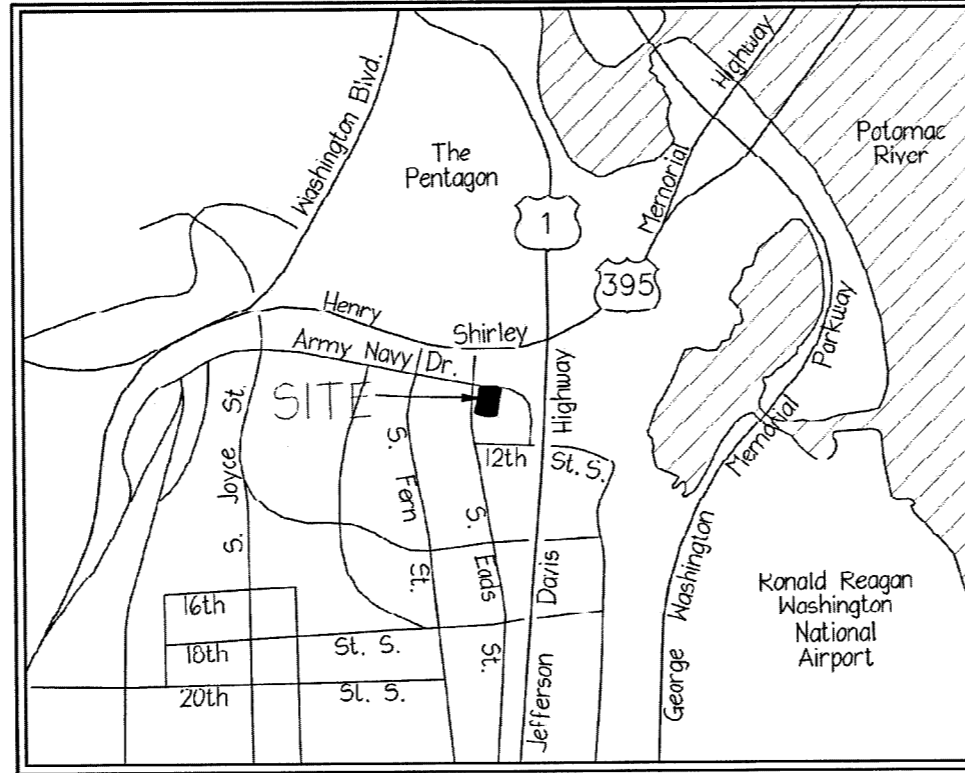 Washington Blvd.
The
Pentagon
Memorial Highway
Potomac
River
1
395
Henry Shirley
Army Navy Dr.
SITE
Highway
Parkway
Memorial
12th St. S.
S. Joyce St
S. Fern St.
S. Eads St.
Jefferson Davis
George Washington
Ronald Reagan
Washington
National
Airport
16th
18th St. S.
20th St. S.